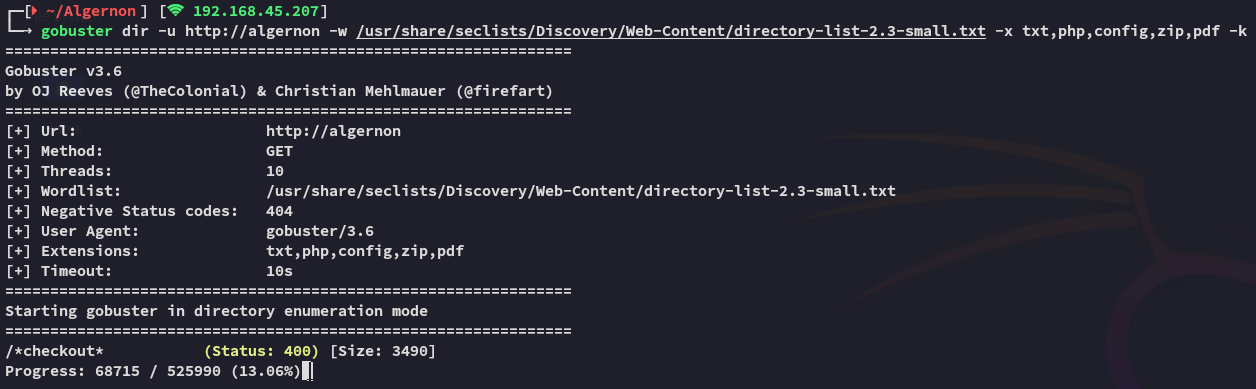 [~/Algernon] [192.168.45.207]
gobuster dir -u http://algernon -w /usr/share/seclists/Discovery/Web-Content/directory-list-2.3-small.txt -x txt,php,config,zip,pdf -k
===============================================================
Gobuster v3.6
by OJ Reeves (@TheColonial) & Christian Mehlmauer (@firefart)
===============================================================
[+] Url:                     http://algernon
[+] Method:                  GET
[+] Threads:                 10
[+] Wordlist:                /usr/share/seclists/Discovery/Web-Content/directory-list-2.3-small.txt
[+] Negative Status codes:   404
[+] User Agent:              gobuster/3.6
[+] Extensions:              txt,php,config,zip,pdf
[+] Timeout:                 10s
===============================================================
Starting gobuster in directory enumeration mode
===============================================================
/*checkout*           (Status: 400) [Size: 3490]
Progress: 68715 / 525990 (13.06%)